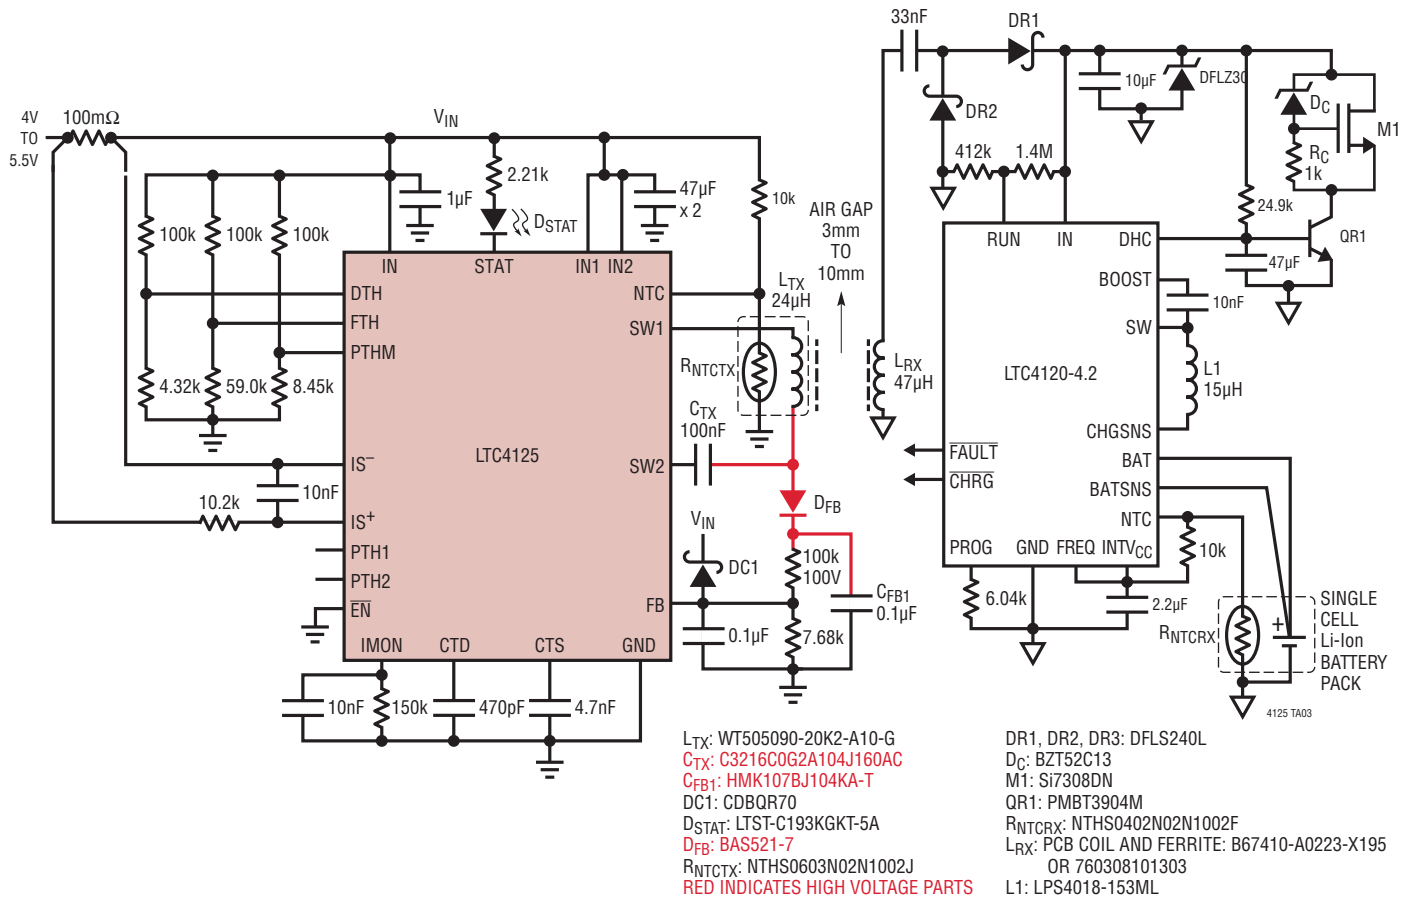 33nF
DR1
10µF
DFLZ30
DC
M1
RC
1k
DR2
412k
1.4M
24.9k
QR1
47µF
4V
TO
5.5V
100mΩ
VIN
2.21k
DSTAT
1µF
47µF
x 2
10k
100k
100k
100k
AIR GAP
3mm
TO
10mm
LTX
24µH
IN
STAT
IN1
IN2
DTH
FTH
PTHM
NTC
SW1
4.32k
59.0k
8.45k
RNTCTX
LRX
47µH
CTX
100nF
LTC4125
SW2
IS–
10nF
10.2k
IS+
PTH1
PTH2
EN
FB
IMON
CTD
CTS
GND
VIN
DC1
DFB
100k
100V
CFB1
0.1µF
0.1µF
7.68k
10nF
150k
470pF
4.7nF
RUN
IN
DHC
BOOST
10nF
SW
LTC4120-4.2
L1
15µH
CHGSNS
FAULT
CHRG
BAT
BATSNS
NTC
PROG
GND
FREQ
INTVCC
10k
6.04k
2.2µF
RNTCRX
+
SINGLE
CELL
Li-Ion
BATTERY
PACK
4125 TA03
LTX: WT505090-20K2-A10-G
CTX: C3216C0G2A104J160AC
CFB1: HMK107BJ104KA-T
DC1: CDBQR70
DSTAT: LTST-C193KGKT-5A
DFB: BAS521-7
RNTCTX: NTHS0603N02N1002J
RED INDICATES HIGH VOLTAGE PARTS
DR1, DR2, DR3: DFLS240L
DC: BZT52C13
M1: Si7308DN
QR1: PMBT3904M
RNTCRX: NTHS0402N02N1002F
LRX: PCB COIL AND FERRITE: B67410-A0223-X195
OR 760308101303
L1: LPS4018-153ML